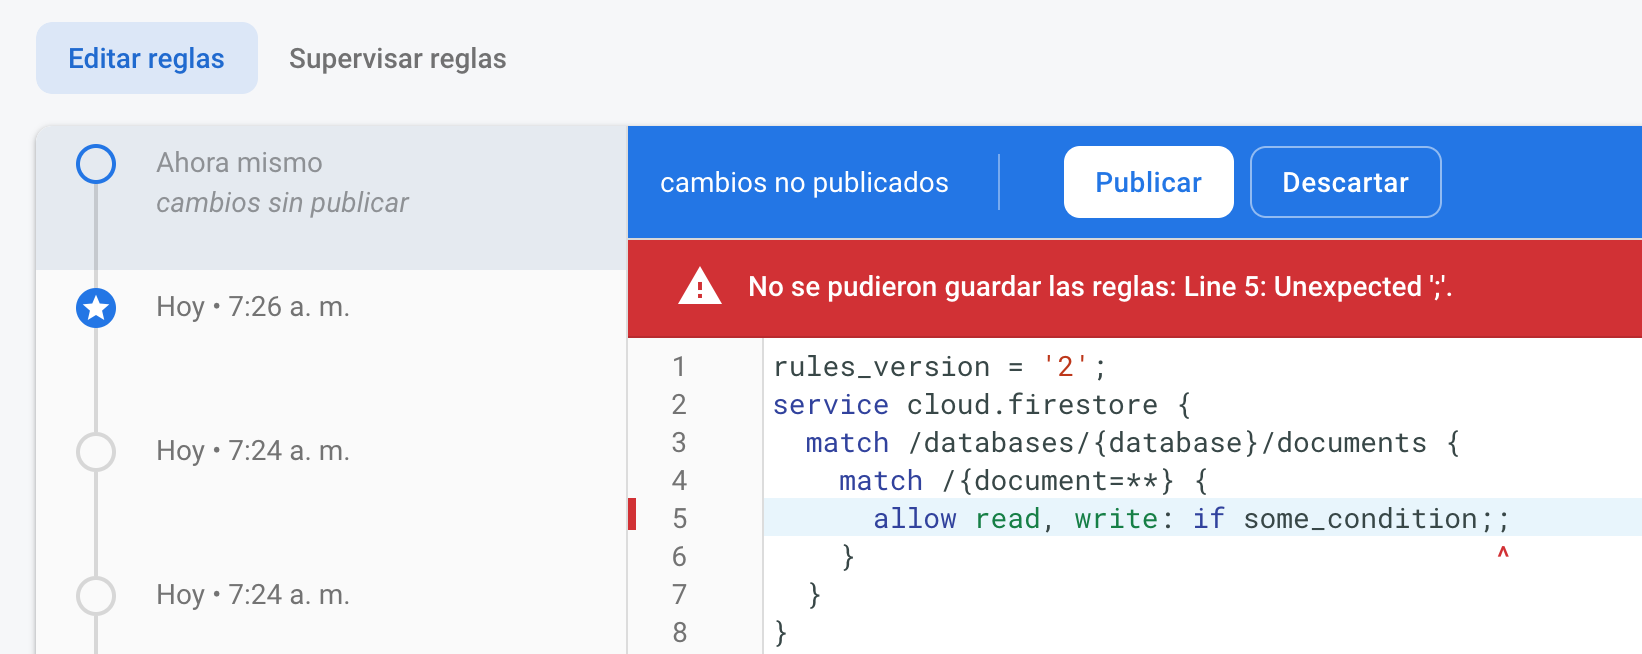 Editar reglas
Supervisar reglas
Ahora mismo
cambios sin publicar
Hoy • 7:26 a. m.
Hoy • 7:24 a. m.
Hoy • 7:24 a. m.
cambios no publicados
Publicar
Descartar
No se pudieron guardar las reglas: Line 5: Unexpected ';'.
1 rules_version = '2';
2 service cloud.firestore {
3   match /databases/{database}/documents {
4     match /{document=**} {
5       allow read, write: if some_condition;;
^
6     }
7   }
8 }